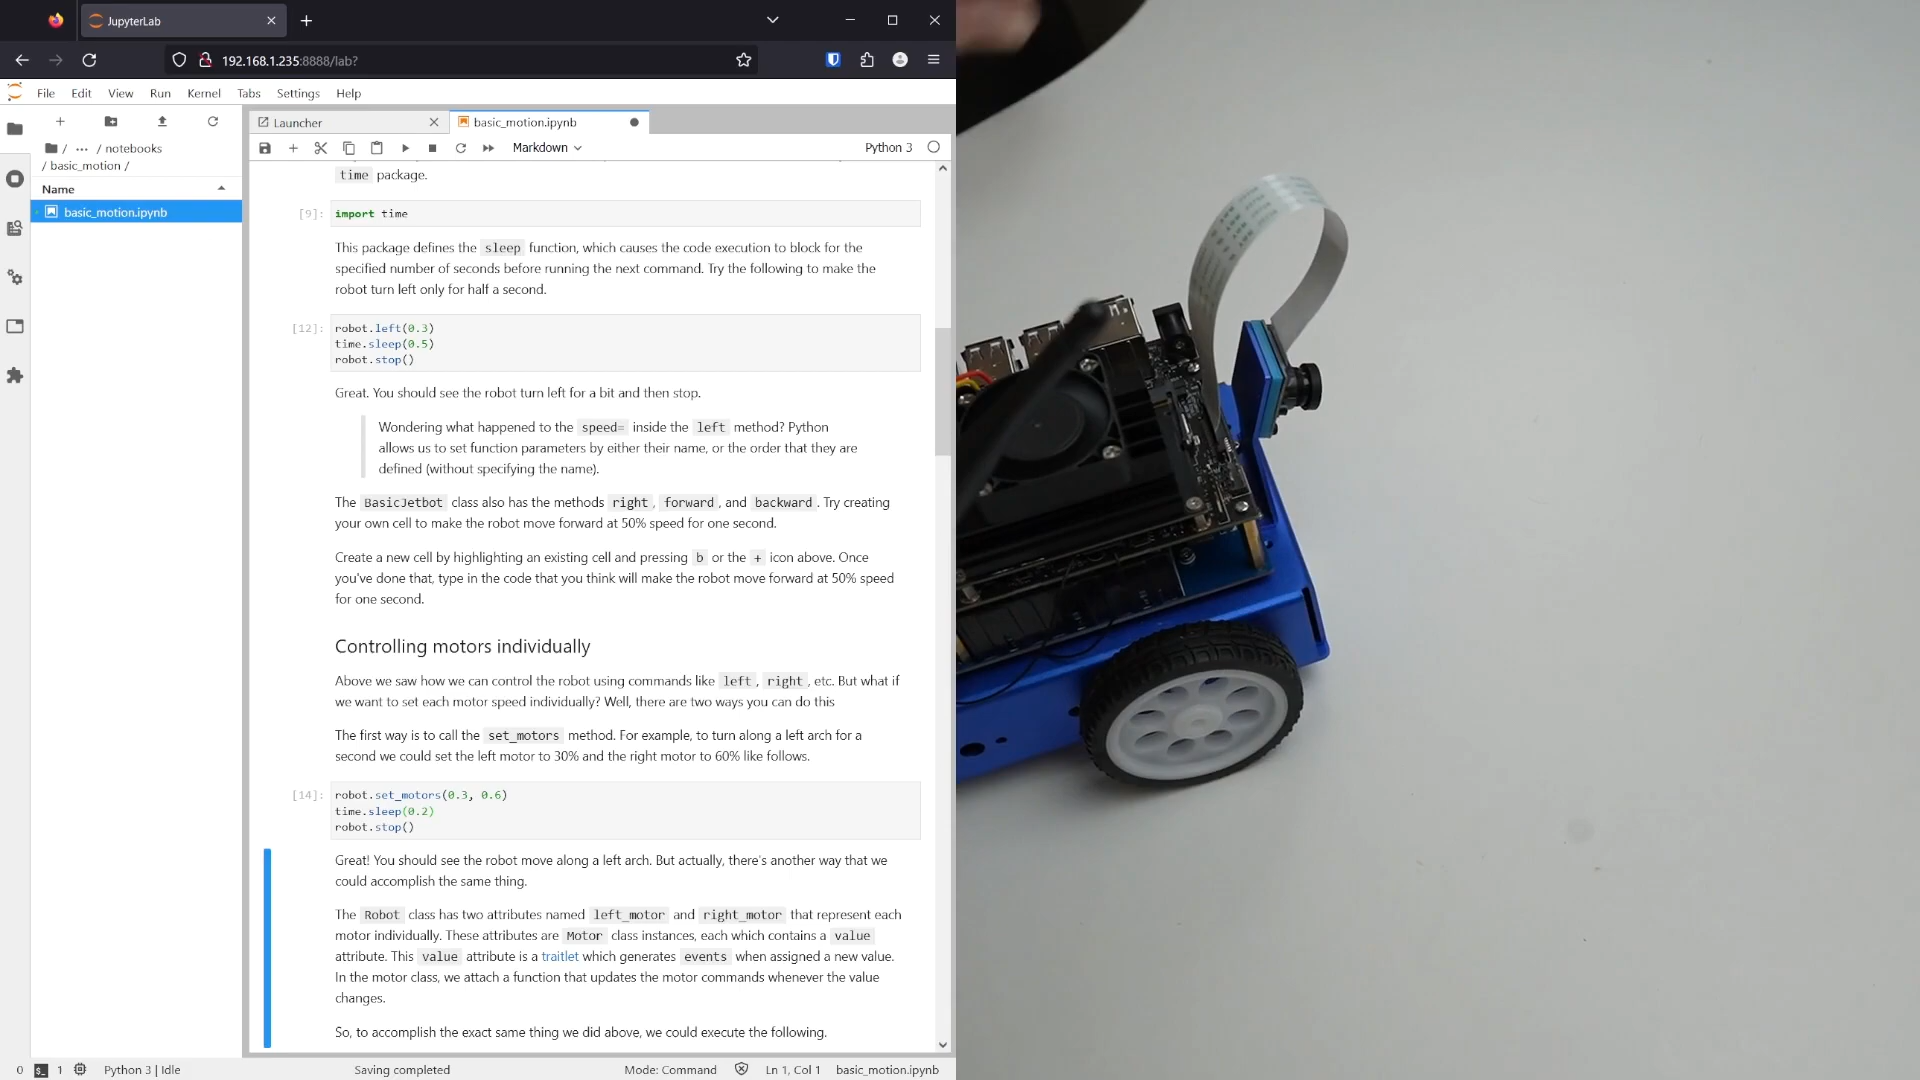 JupyterLab
192.168.1.235:8888/lab?
File Edit View Run Kernel Tabs Settings Help
Launcher
basic_motion.ipynb
/ ... / notebooks
/ basic_motion /
Markdown
Python 3
Name
basic_motion.ipynb
time package.
[9]: import time
This package defines the sleep function, which causes the code execution to block for the
specified number of seconds before running the next command. Try the following to make the
robot turn left only for half a second.
[12]: robot.left(0.3)
time.sleep(0.5)
robot.stop()
Great. You should see the robot turn left for a bit and then stop.
Wondering what happened to the speed= inside the left method? Python
allows us to set function parameters by either their name, or the order that they are
defined (without specifying the name).
The BasicJetbot class also has the methods right, forward, and backward. Try creating
your own cell to make the robot move forward at 50% speed for one second.
Create a new cell by highlighting an existing cell and pressing b or the + icon above. Once
you've done that, type in the code that you think will make the robot move forward at 50% speed
for one second.
Controlling motors individually
Above we saw how we can control the robot using commands like left, right, etc. But what if
we want to set each motor speed individually? Well, there are two ways you can do this
The first way is to call the set_motors method. For example, to turn along a left arch for a
second we could set the left motor to 30% and the right motor to 60% like follows.
[14]: robot.set_motors(0.3, 0.6)
time.sleep(0.2)
robot.stop()
Great! You should see the robot move along a left arch. But actually, there's another way that we
could accomplish the same thing.
The Robot class has two attributes named left_motor and right_motor that represent each
motor individually. These attributes are Motor class instances, each which contains a value
attribute. This value attribute is a traitlet which generates events when assigned a new value.
In the motor class, we attach a function that updates the motor commands whenever the value
changes.
So, to accomplish the exact same thing we did above, we could execute the following.
0 1 Python 3 | Idle Saving completed Mode: Command Ln 1, Col 1 basic_motion.ipynb